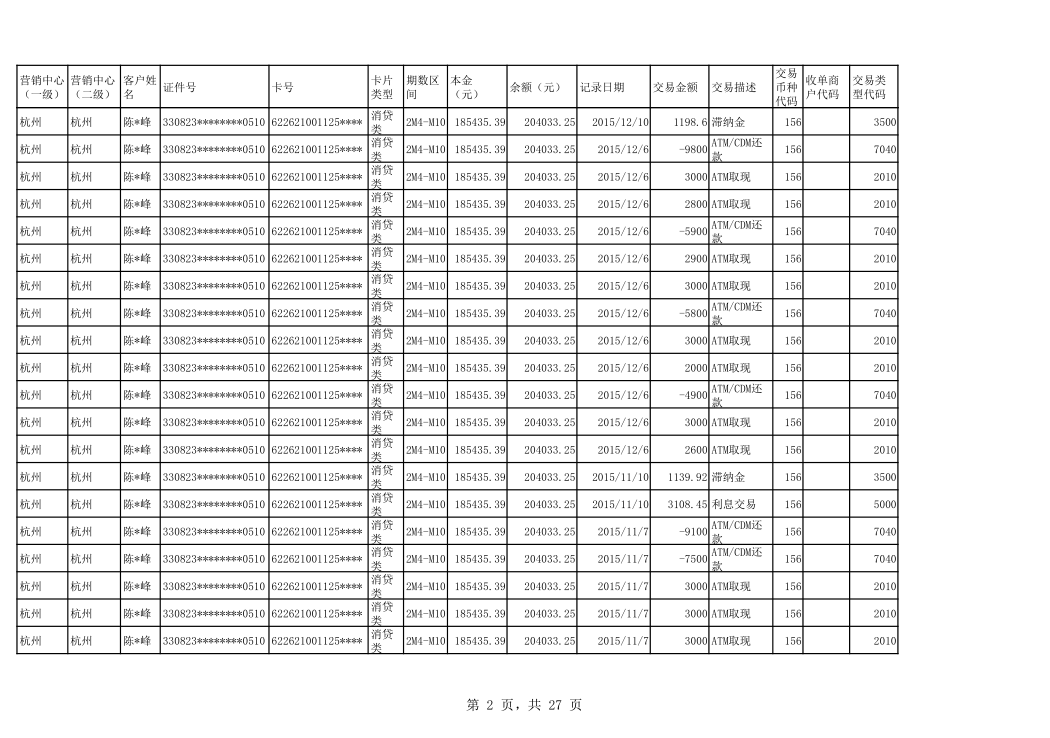 营销中心（一级） 营销中心（二级） 客户姓名 证件号 卡号 卡片类型 期数区间 本金（元） 余额（元） 记录日期 交易金额 交易描述 交易币种代码 收单商户代码 交易类型代码
杭州 杭州 陈*峰 330823********0510 622621001125**** 消贷类 2M4-M10 185435.39 204033.25 2015/12/10 1198.6 滞纳金 156 3500
杭州 杭州 陈*峰 330823********0510 622621001125**** 消贷类 2M4-M10 185435.39 204033.25 2015/12/6 -9800 ATM/CDM还款 156 7040
杭州 杭州 陈*峰 330823********0510 622621001125**** 消贷类 2M4-M10 185435.39 204033.25 2015/12/6 3000 ATM取现 156 2010
杭州 杭州 陈*峰 330823********0510 622621001125**** 消贷类 2M4-M10 185435.39 204033.25 2015/12/6 2800 ATM取现 156 2010
杭州 杭州 陈*峰 330823********0510 622621001125**** 消贷类 2M4-M10 185435.39 204033.25 2015/12/6 -5900 ATM/CDM还款 156 7040
杭州 杭州 陈*峰 330823********0510 622621001125**** 消贷类 2M4-M10 185435.39 204033.25 2015/12/6 2900 ATM取现 156 2010
杭州 杭州 陈*峰 330823********0510 622621001125**** 消贷类 2M4-M10 185435.39 204033.25 2015/12/6 3000 ATM取现 156 2010
杭州 杭州 陈*峰 330823********0510 622621001125**** 消贷类 2M4-M10 185435.39 204033.25 2015/12/6 -5800 ATM/CDM还款 156 7040
杭州 杭州 陈*峰 330823********0510 622621001125**** 消贷类 2M4-M10 185435.39 204033.25 2015/12/6 3000 ATM取现 156 2010
杭州 杭州 陈*峰 330823********0510 622621001125**** 消贷类 2M4-M10 185435.39 204033.25 2015/12/6 2000 ATM取现 156 2010
杭州 杭州 陈*峰 330823********0510 622621001125**** 消贷类 2M4-M10 185435.39 204033.25 2015/12/6 -4900 ATM/CDM还款 156 7040
杭州 杭州 陈*峰 330823********0510 622621001125**** 消贷类 2M4-M10 185435.39 204033.25 2015/12/6 3000 ATM取现 156 2010
杭州 杭州 陈*峰 330823********0510 622621001125**** 消贷类 2M4-M10 185435.39 204033.25 2015/12/6 2600 ATM取现 156 2010
杭州 杭州 陈*峰 330823********0510 622621001125**** 消贷类 2M4-M10 185435.39 204033.25 2015/11/10 1139.92 滞纳金 156 3500
杭州 杭州 陈*峰 330823********0510 622621001125**** 消贷类 2M4-M10 185435.39 204033.25 2015/11/10 3108.45 利息交易 156 5000
杭州 杭州 陈*峰 330823********0510 622621001125**** 消贷类 2M4-M10 185435.39 204033.25 2015/11/7 -9100 ATM/CDM还款 156 7040
杭州 杭州 陈*峰 330823********0510 622621001125**** 消贷类 2M4-M10 185435.39 204033.25 2015/11/7 -7500 ATM/CDM还款 156 7040
杭州 杭州 陈*峰 330823********0510 622621001125**** 消贷类 2M4-M10 185435.39 204033.25 2015/11/7 3000 ATM取现 156 2010
杭州 杭州 陈*峰 330823********0510 622621001125**** 消贷类 2M4-M10 185435.39 204033.25 2015/11/7 3000 ATM取现 156 2010
杭州 杭州 陈*峰 330823********0510 622621001125**** 消贷类 2M4-M10 185435.39 204033.25 2015/11/7 3000 ATM取现 156 2010
第 2 页，共 27 页